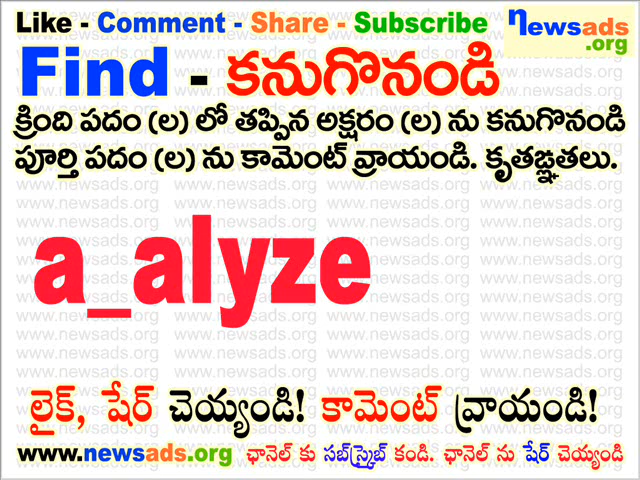 Like - Comment - Share - Subscribe
newsads
.org
Find - కనుగొనండి
క్రింది పదం (ల) లో తప్పిన అక్షరం (ల) ను కనుగొనండి
పూర్తి పదం (ల) ను కామెంట్ వ్రాయండి. కృతఙ్ఞతలు.
a_alyze
లైక్, షేర్ చెయ్యండి! కామెంట్ వ్రాయండి!
www.newsads.org ఛానెల్ కు సబ్‌స్క్రైబ్ కండి. ఛానెల్ ను షేర్ చెయ్యండి